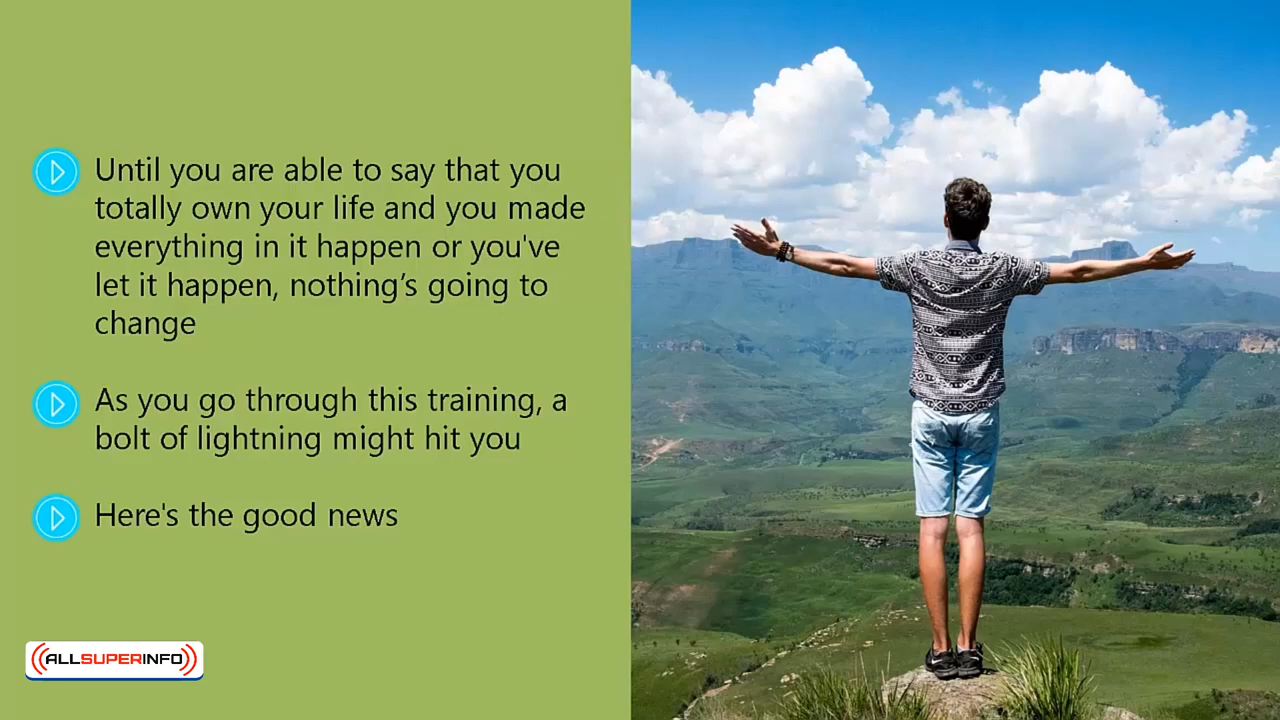 Until you are able to say that you
totally own your life and you made
everything in it happen or you've
let it happen, nothing’s going to
change
As you go through this training, a
bolt of lightning might hit you
Here's the good news
ALLSUPERINFO